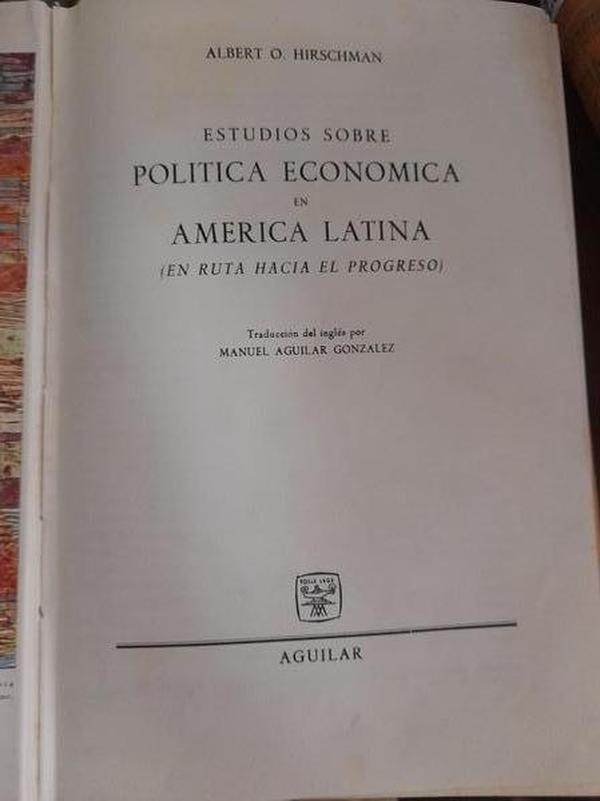 ALBERT O. HIRSCHMAN
ESTUDIOS SOBRE
POLITICA ECONOMICA
EN
AMERICA LATINA
(EN RUTA HACIA EL PROGRESO)
Traducción del inglés por
MANUEL AGUILAR GONZALEZ
AGUILAR